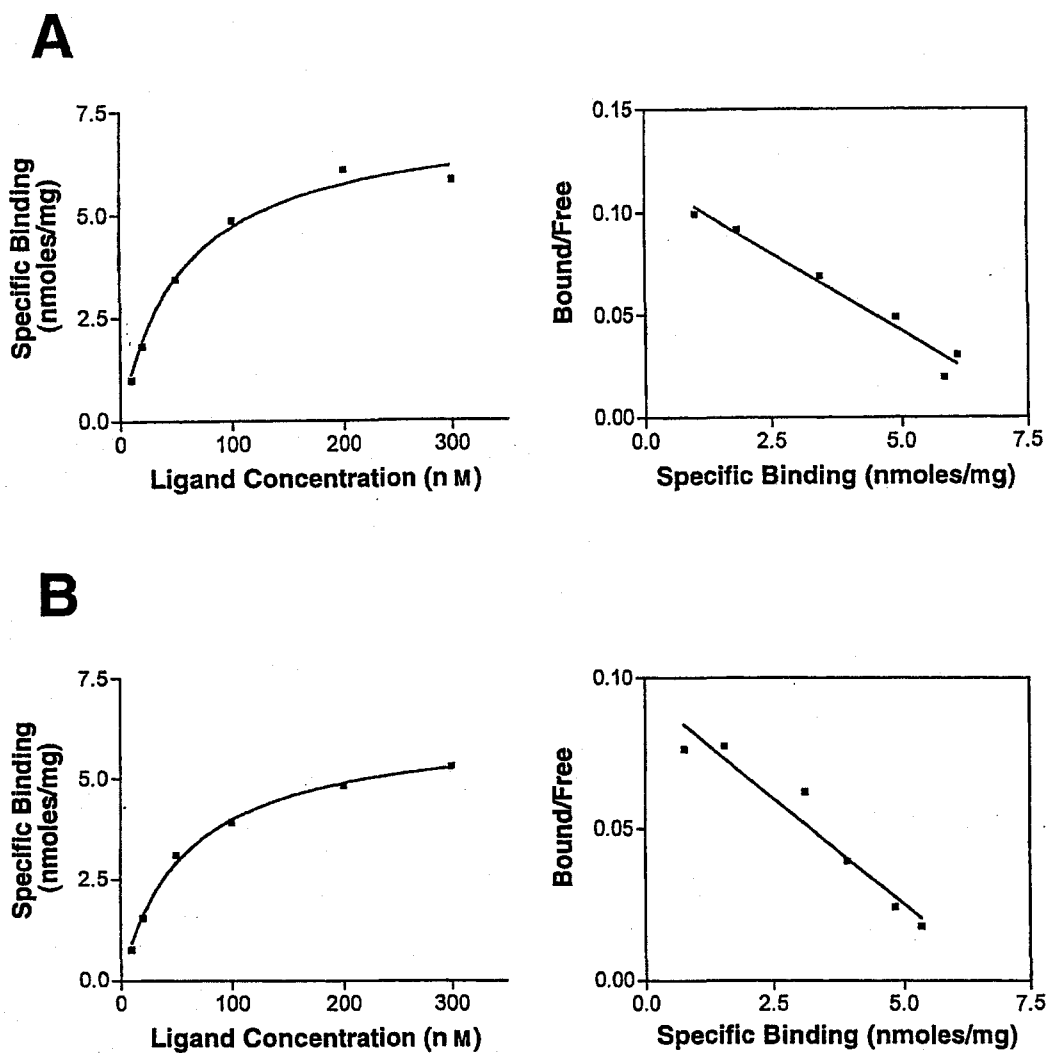 A
7.5
5.0
2.5
0.0
Specific Binding
(nmoles/mg)
0
100
200
300
Ligand Concentration (n M)
0.15
0.10
0.05
0.00
Bound/Free
0.0
2.5
5.0
7.5
Specific Binding (nmoles/mg)
B
7.5
5.0
2.5
0.0
Specific Binding
(nmoles/mg)
0
100
200
300
Ligand Concentration (n M)
0.10
0.05
0.00
Bound/Free
0.0
2.5
5.0
7.5
Specific Binding (nmoles/mg)